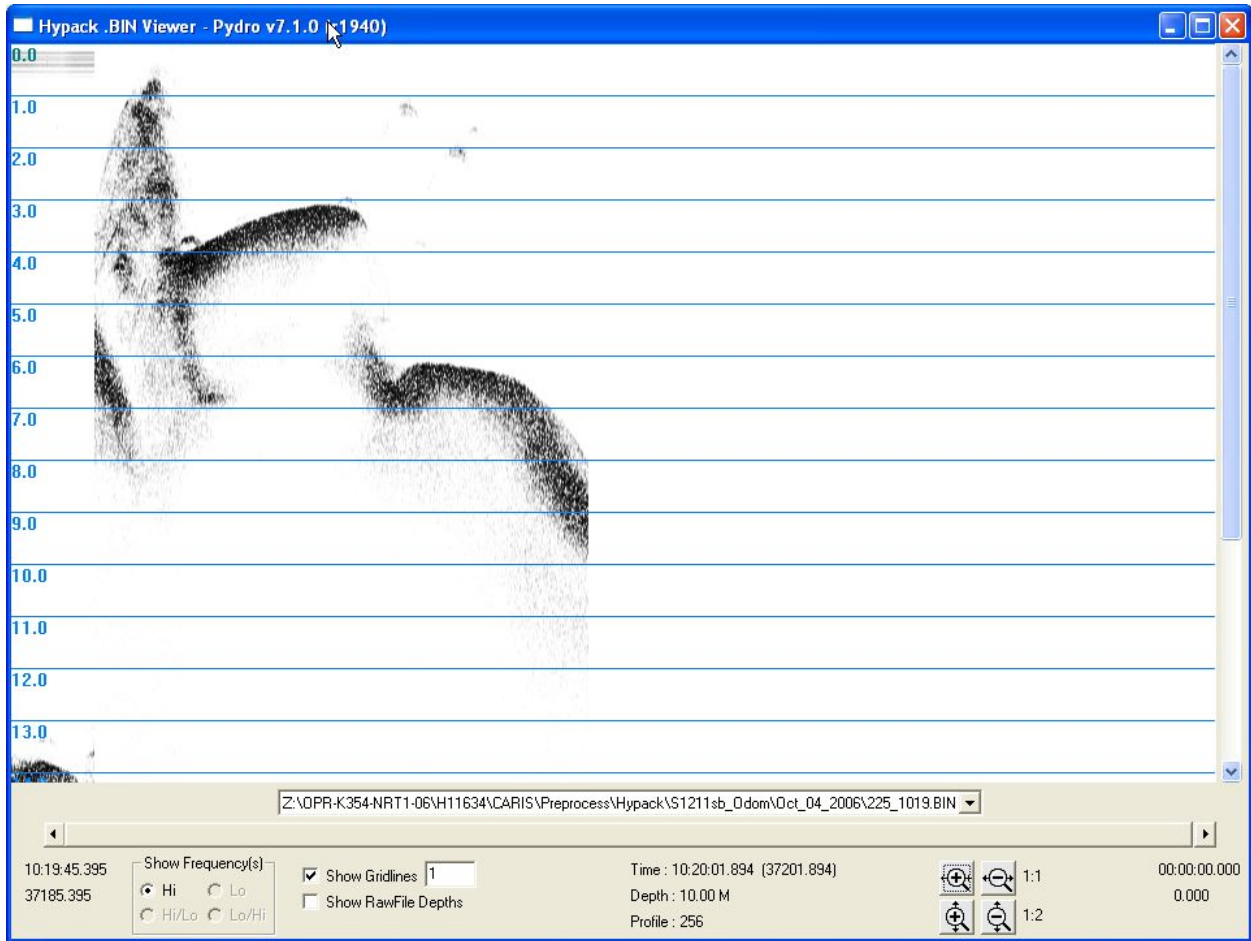 Hypack .BIN Viewer - Pydro v7.1.0 (r1940)
0.0
1.0
2.0
3.0
4.0
5.0
6.0
7.0
8.0
9.0
10.0
11.0
12.0
13.0
Z:\OPR-K354-NRT1-06\H11634\CARIS\Preprocess\Hypack\S1211sb_Odom\Oct_04_2006\225_1019.BIN
10:19:45.395
37185.395
Show Frequency(s)
Hi
Lo
Hi/Lo
Lo/Hi
Show Gridlines
1
Show RawFile Depths
Time : 10:20:01.894 (37201.894)
Depth : 10.00 M
Profile : 256
1:1
1:2
00:00:00.000
0.000